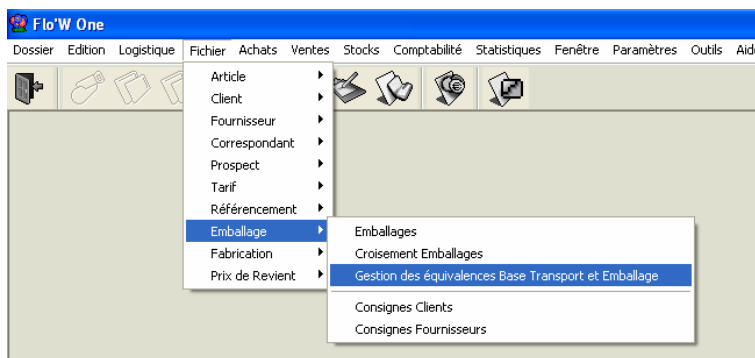 Flo'W One
Dossier Edition Logistique Fichier Achats Ventes Stocks Comptabilité Statistiques Fenêtre Paramètres Outils
Article
Client
Fournisseur
Correspondant
Prospect
Tarif
Référencement
Emballage
Fabrication
Prix de Revient
Emballages
Croisement Emballages
Gestion des équivalences Base Transport et Emballage
Consignes Clients
Consignes Fournisseurs